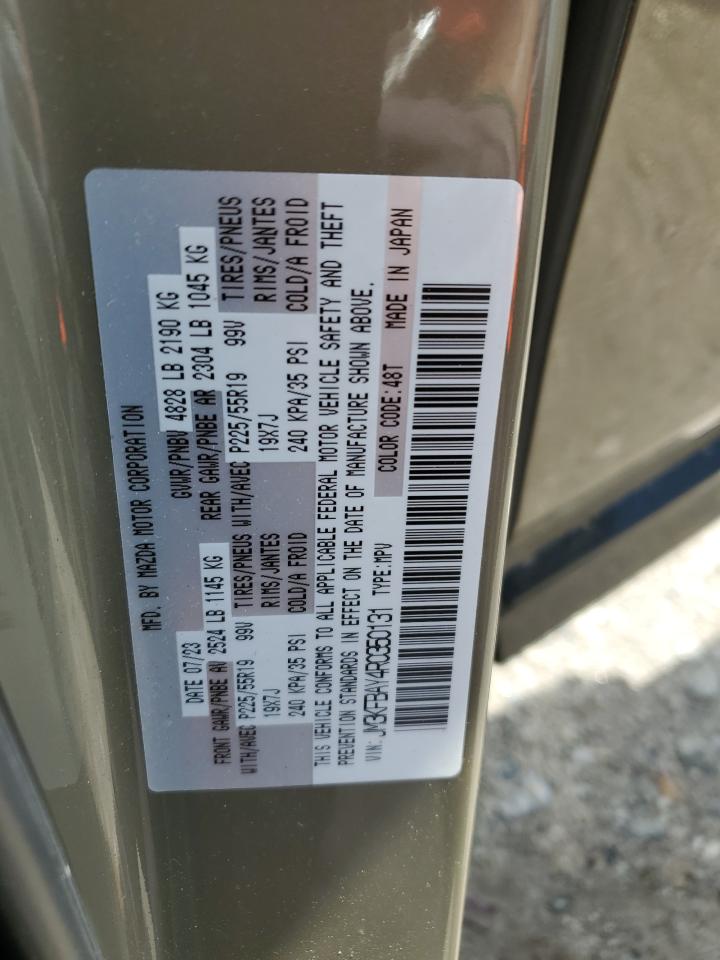 MFD. BY MAZDA MOTOR CORPORATION
DATE 07/23 GVWR/PNBV 4828 LB 2190 KG
FRONT GAWR/PNBE AV 2524 LB 1145 KG REAR GAWR/PNBE AR 2304 LB 1045 KG
WITH/AVEC P225/55R19 99V TIRES/PNEUS WITH/AVEC P225/55R19 99V TIRES/PNEUS
19X7J RIMS/JANTES 19X7J RIMS/JANTES
240 KPA/35 PSI COLD/A FROID 240 KPA/35 PSI COLD/A FROID
THIS VEHICLE CONFORMS TO ALL APPLICABLE FEDERAL MOTOR VEHICLE SAFETY AND THEFT
PREVENTION STANDARDS IN EFFECT ON THE DATE OF MANUFACTURE SHOWN ABOVE.
VIN: JM3KFBAY4R0350131 TYPE:MPV COLOR CODE:48T MADE IN JAPAN